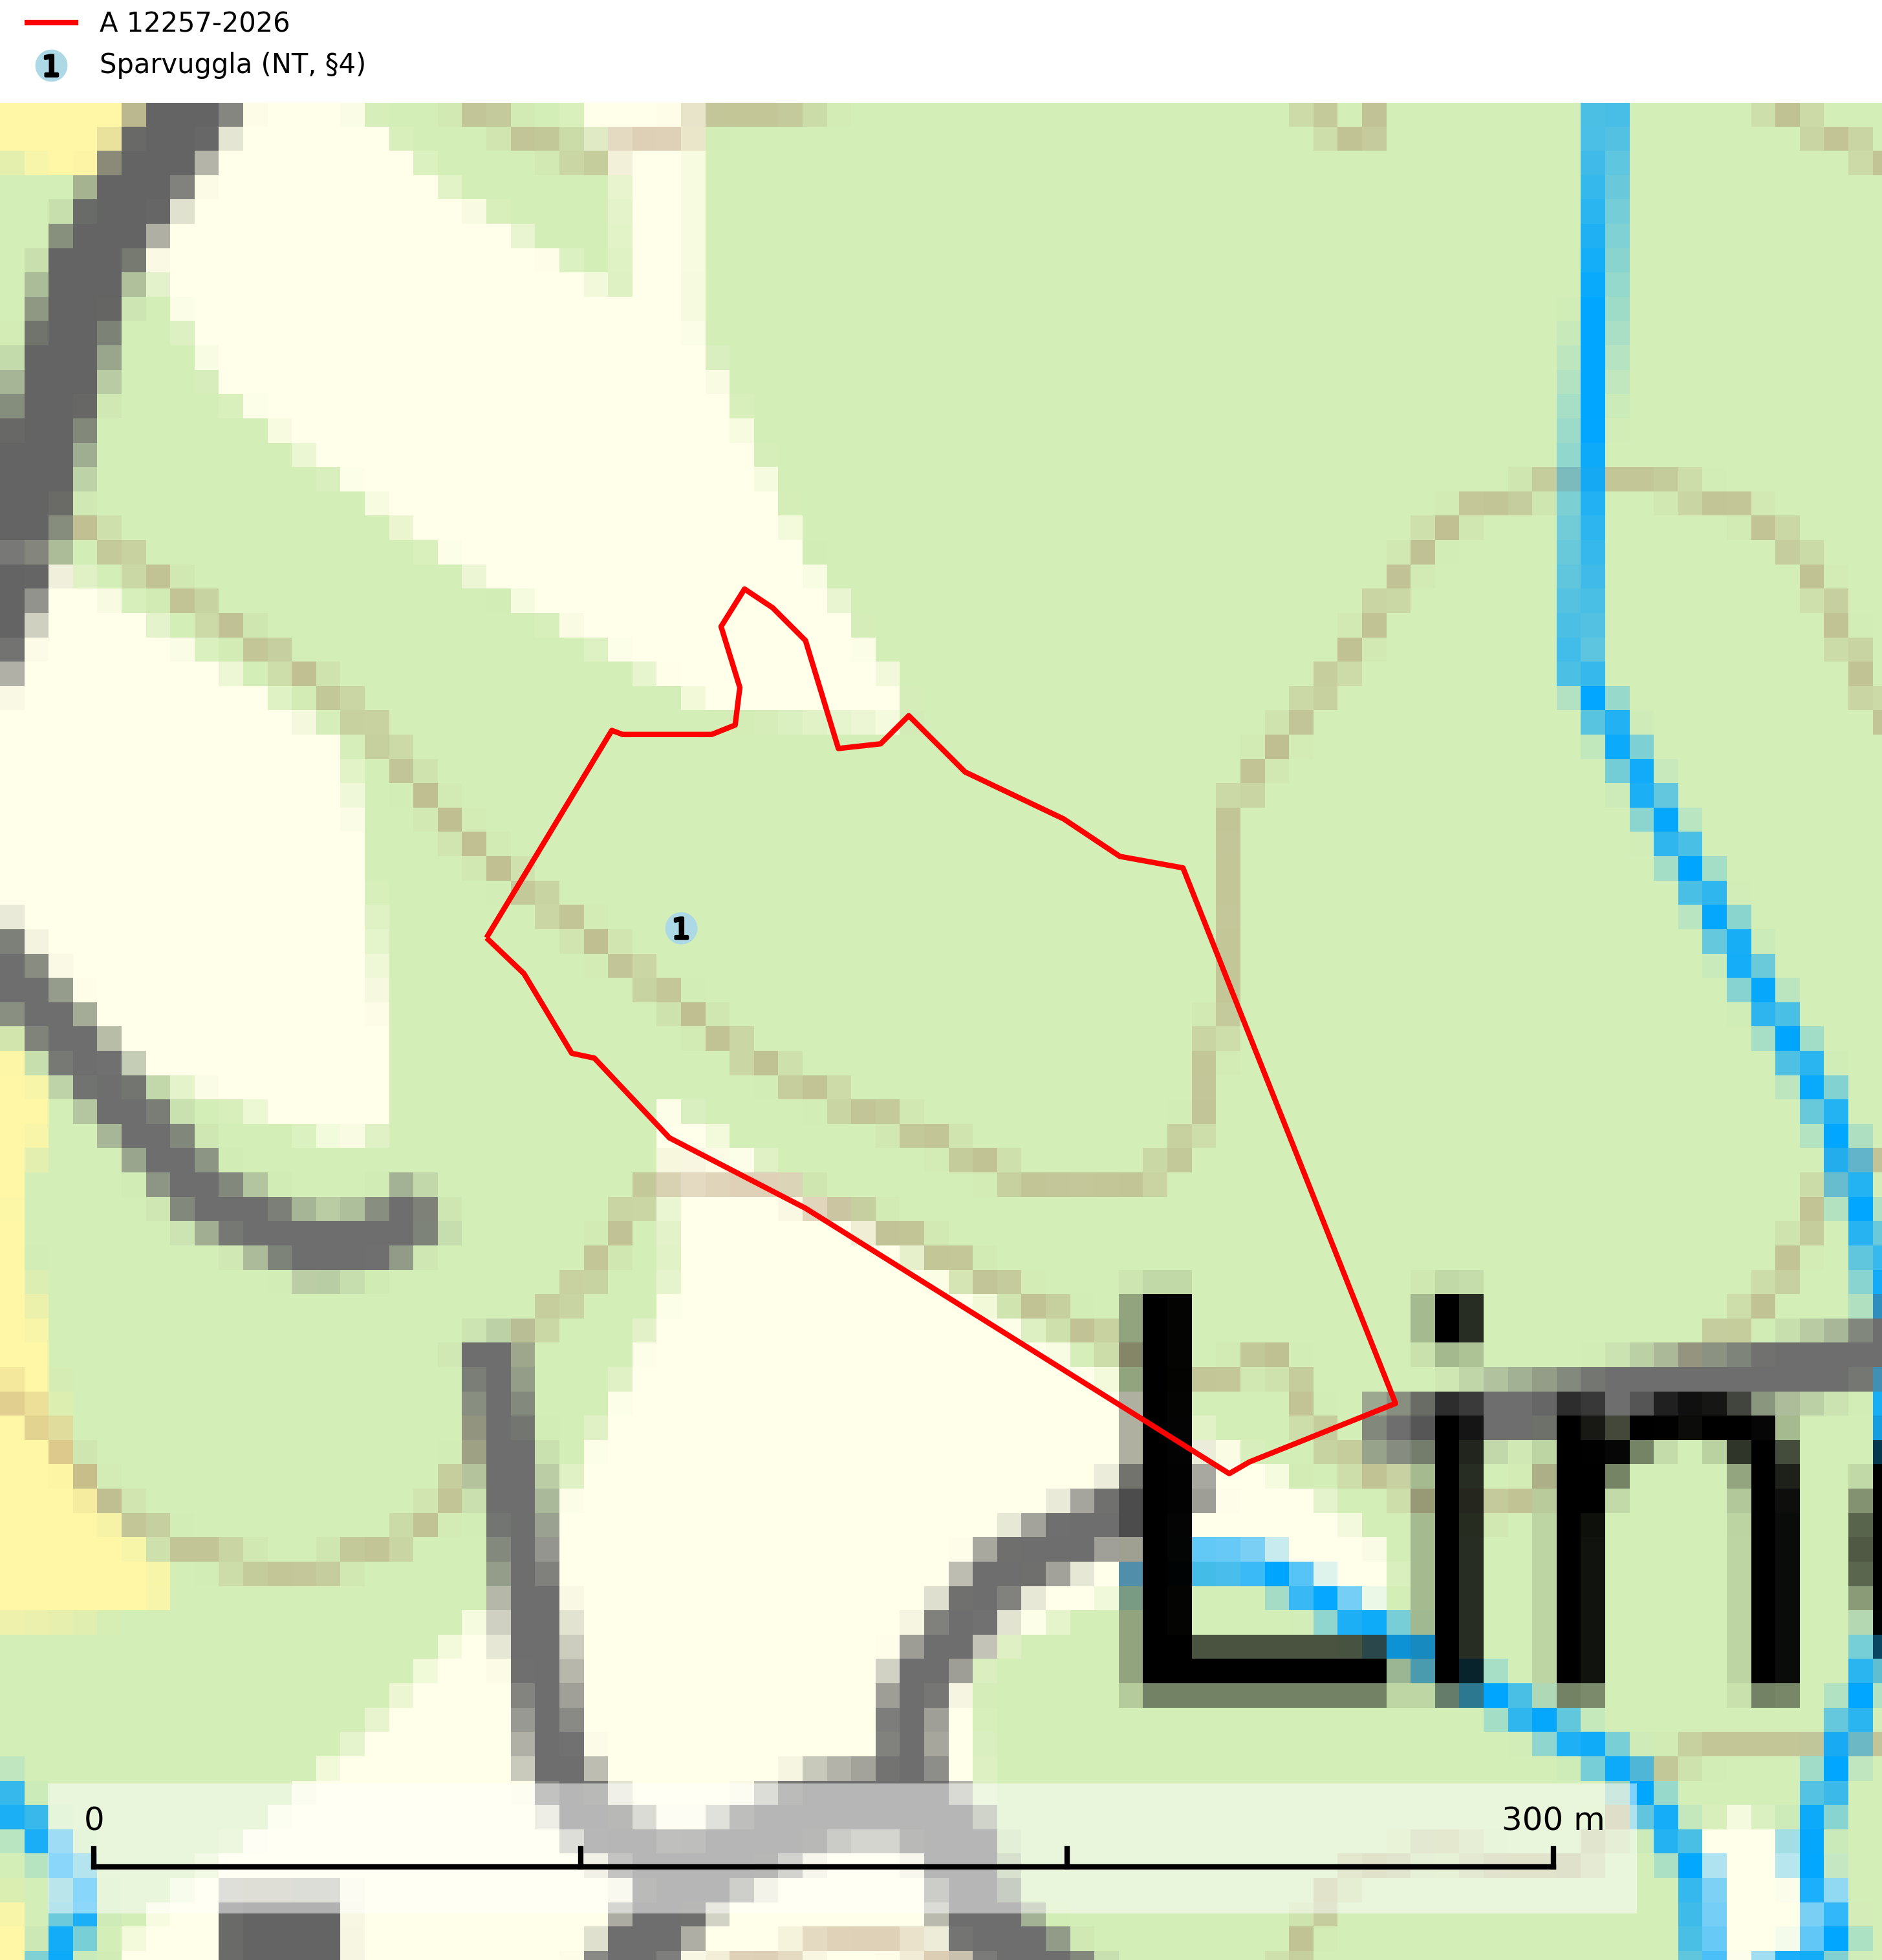 A 12257-2026
1 Sparvuggla (NT, §4)
1
Lin
0 300 m